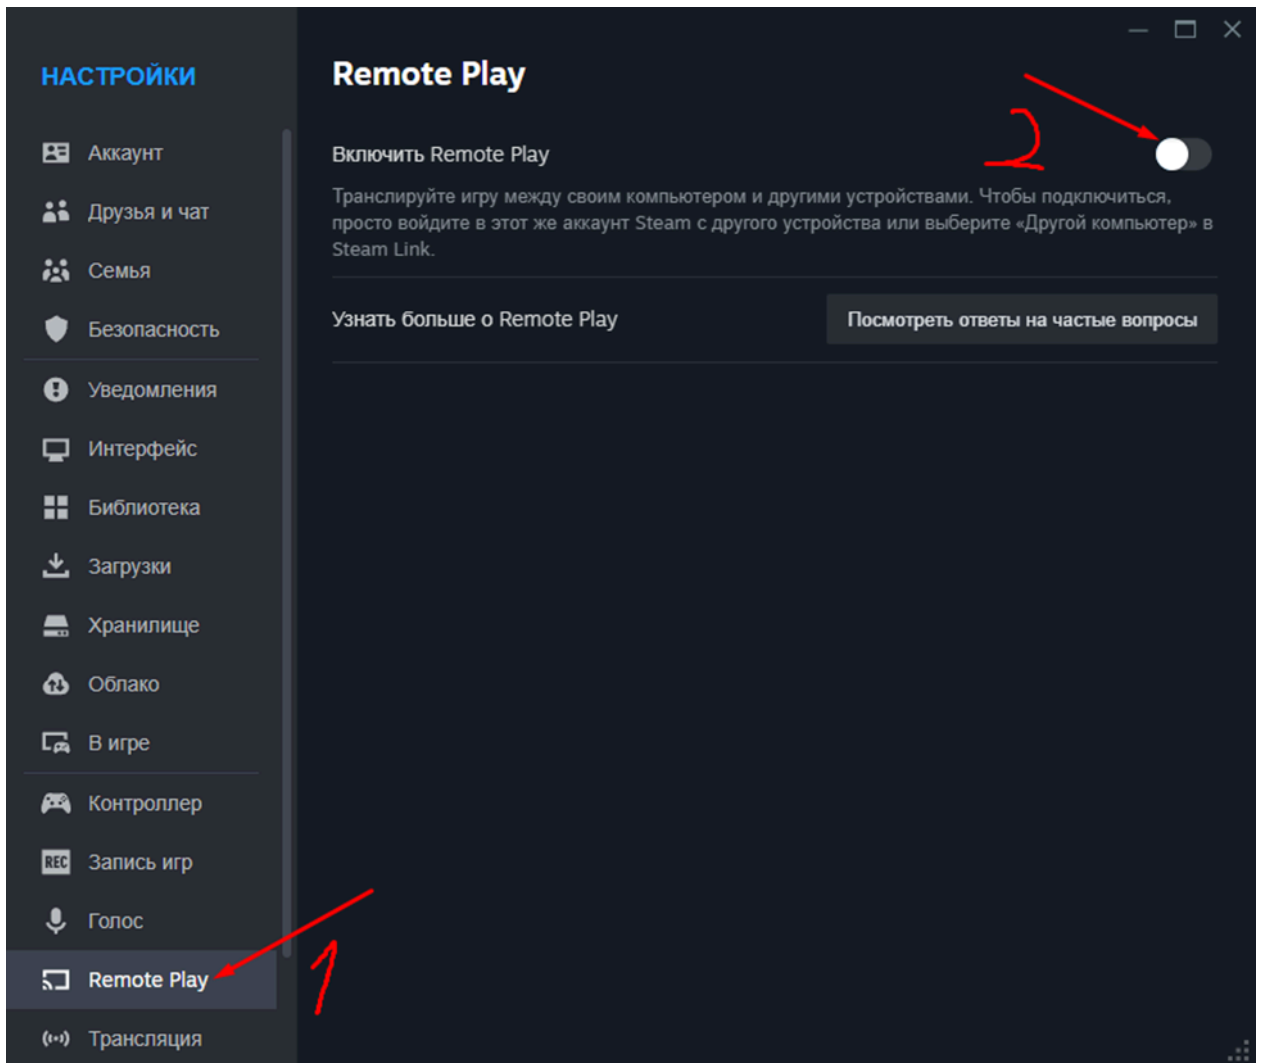 НАСТРОЙКИ
Аккаунт
Друзья и чат
Семья
Безопасность
Уведомления
Интерфейс
Библиотека
Загрузки
Хранилище
Облако
В игре
Контроллер
REC Запись игр
Голос
Remote Play
Трансляция
Remote Play
Включить Remote Play
Транслируйте игру между своим компьютером и другими устройствами. Чтобы подключиться,
просто войдите в этот же аккаунт Steam с другого устройства или выберите «Другой компьютер» в
Steam Link.
Узнать больше о Remote Play
Посмотреть ответы на частые вопросы
2
1